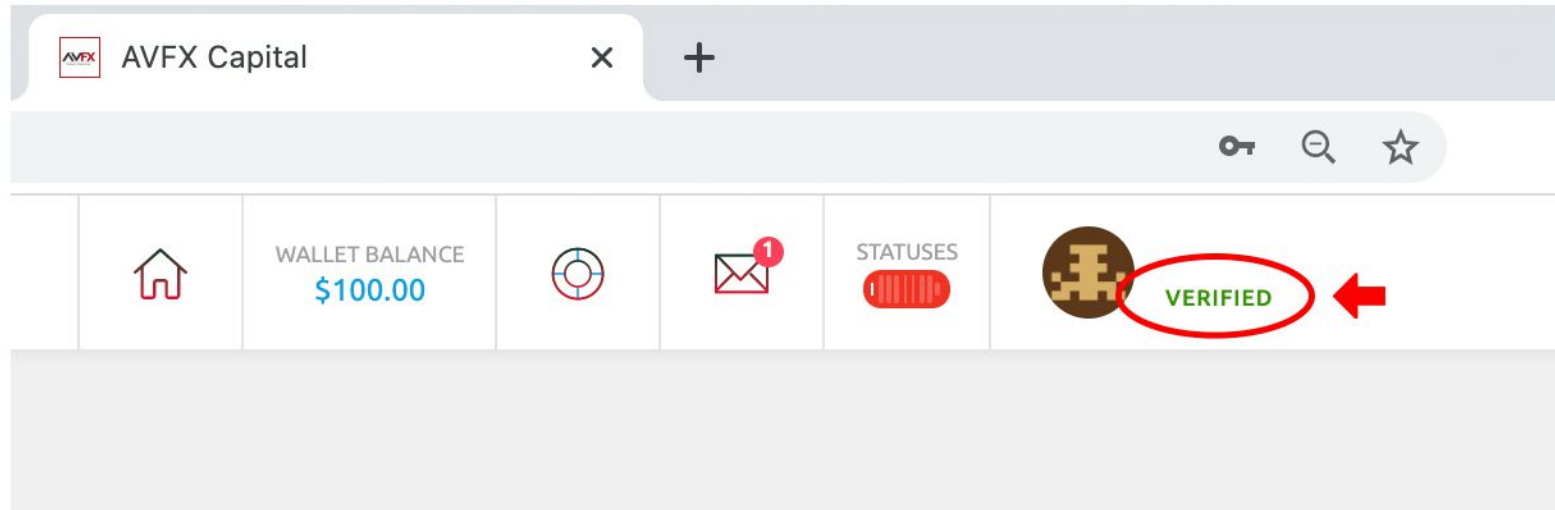 AVFX AVFX Capital
WALLET BALANCE
$100.00
1
STATUSES
VERIFIED